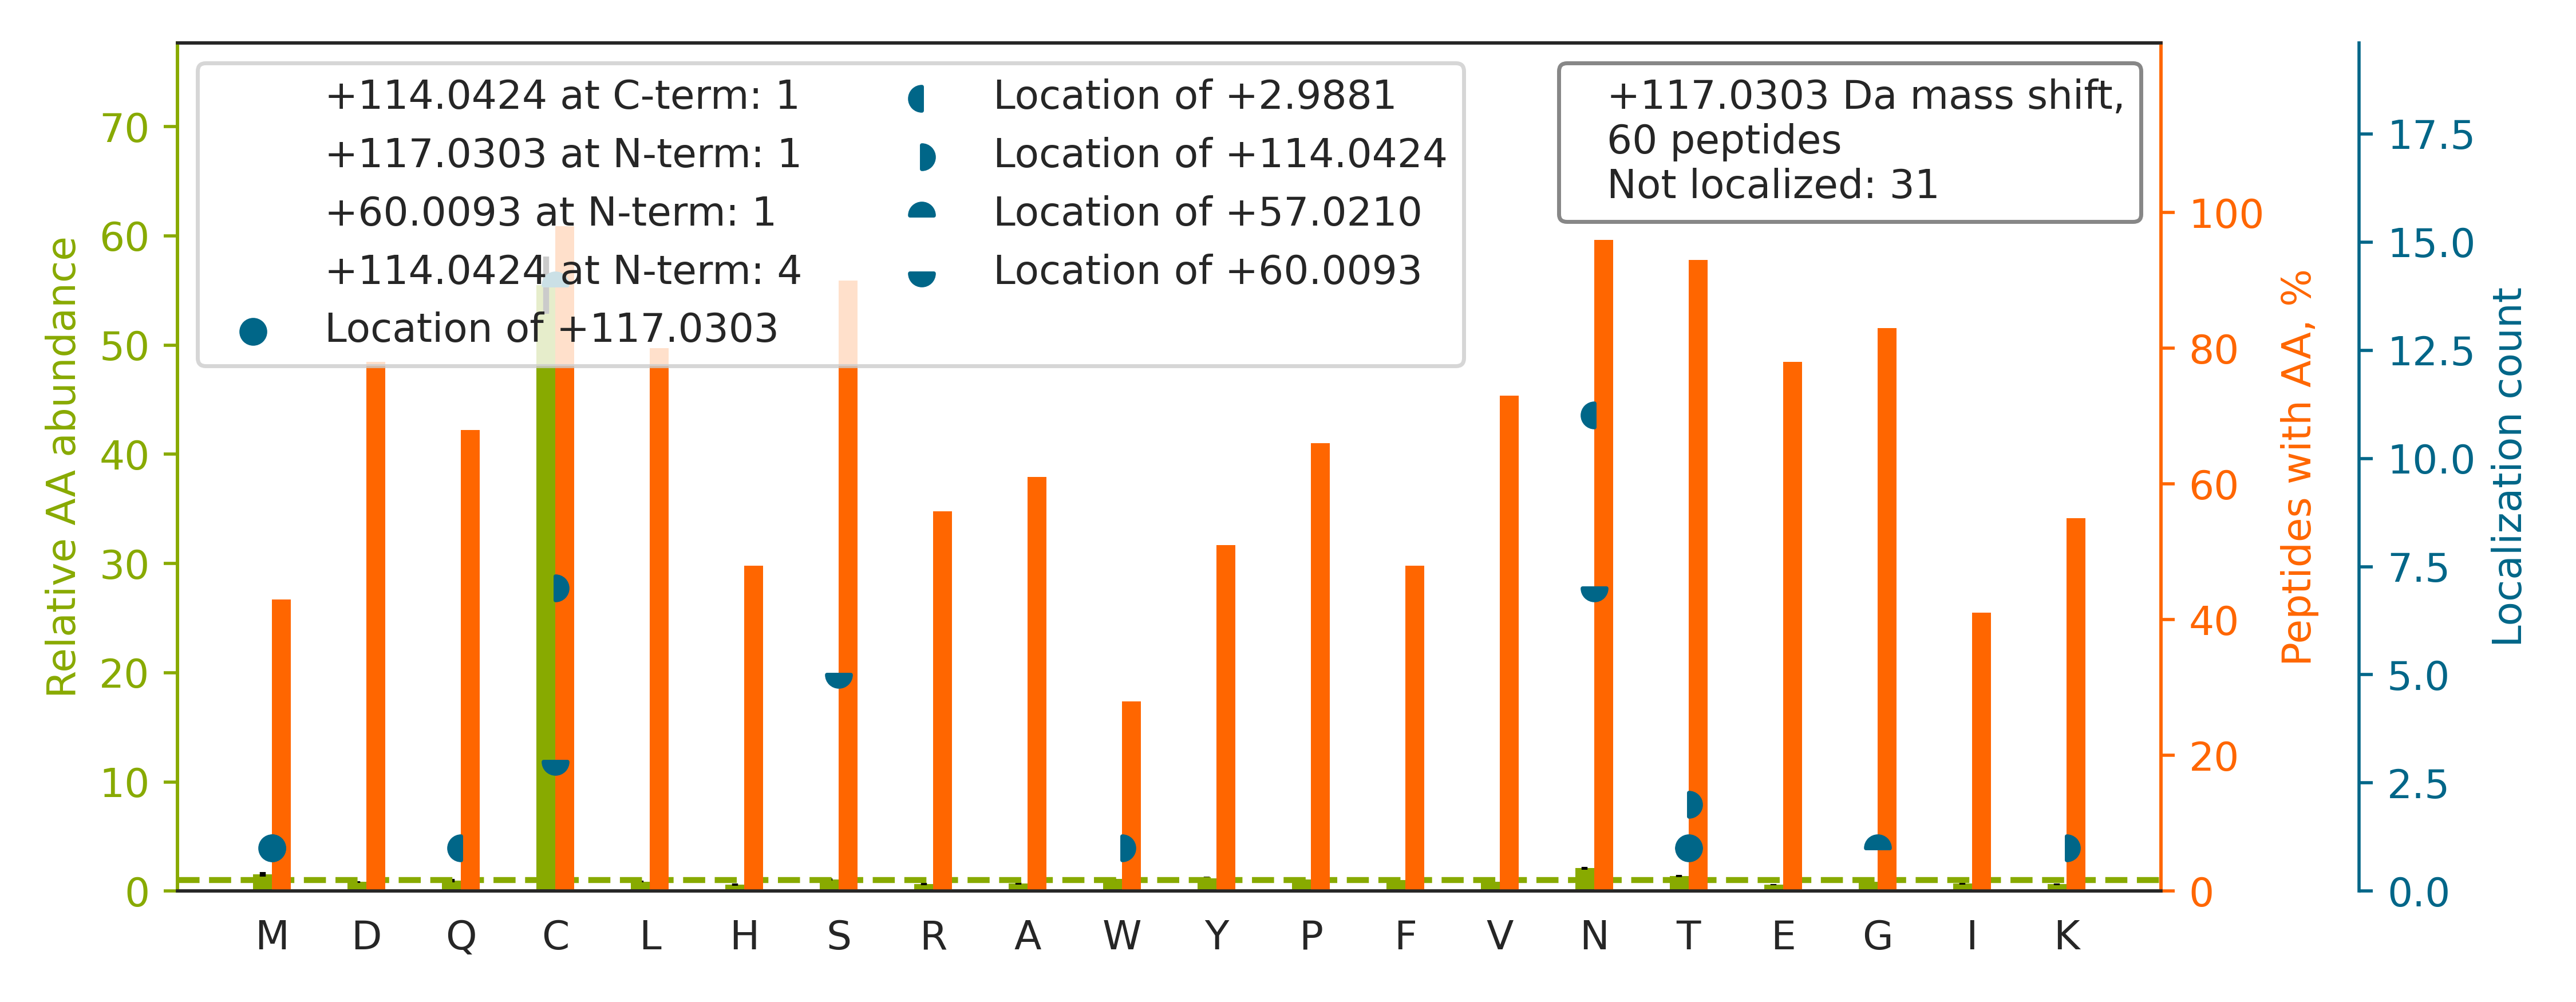 +114.0424 at C-term: 1
+117.0303 at N-term: 1
+60.0093 at N-term: 1
+114.0424 at N-term: 4
Location of +117.0303
Location of +2.9881
Location of +114.0424
Location of +57.0210
Location of +60.0093
+117.0303 Da mass shift,
60 peptides
Not localized: 31
Relative AA abundance
70
60
50
40
30
20
10
0
Peptides with AA, %
100
80
60
40
20
0
Localization count
17.5
15.0
12.5
10.0
7.5
5.0
2.5
0.0
M D Q C L H S R A W Y P F V N T E G I K